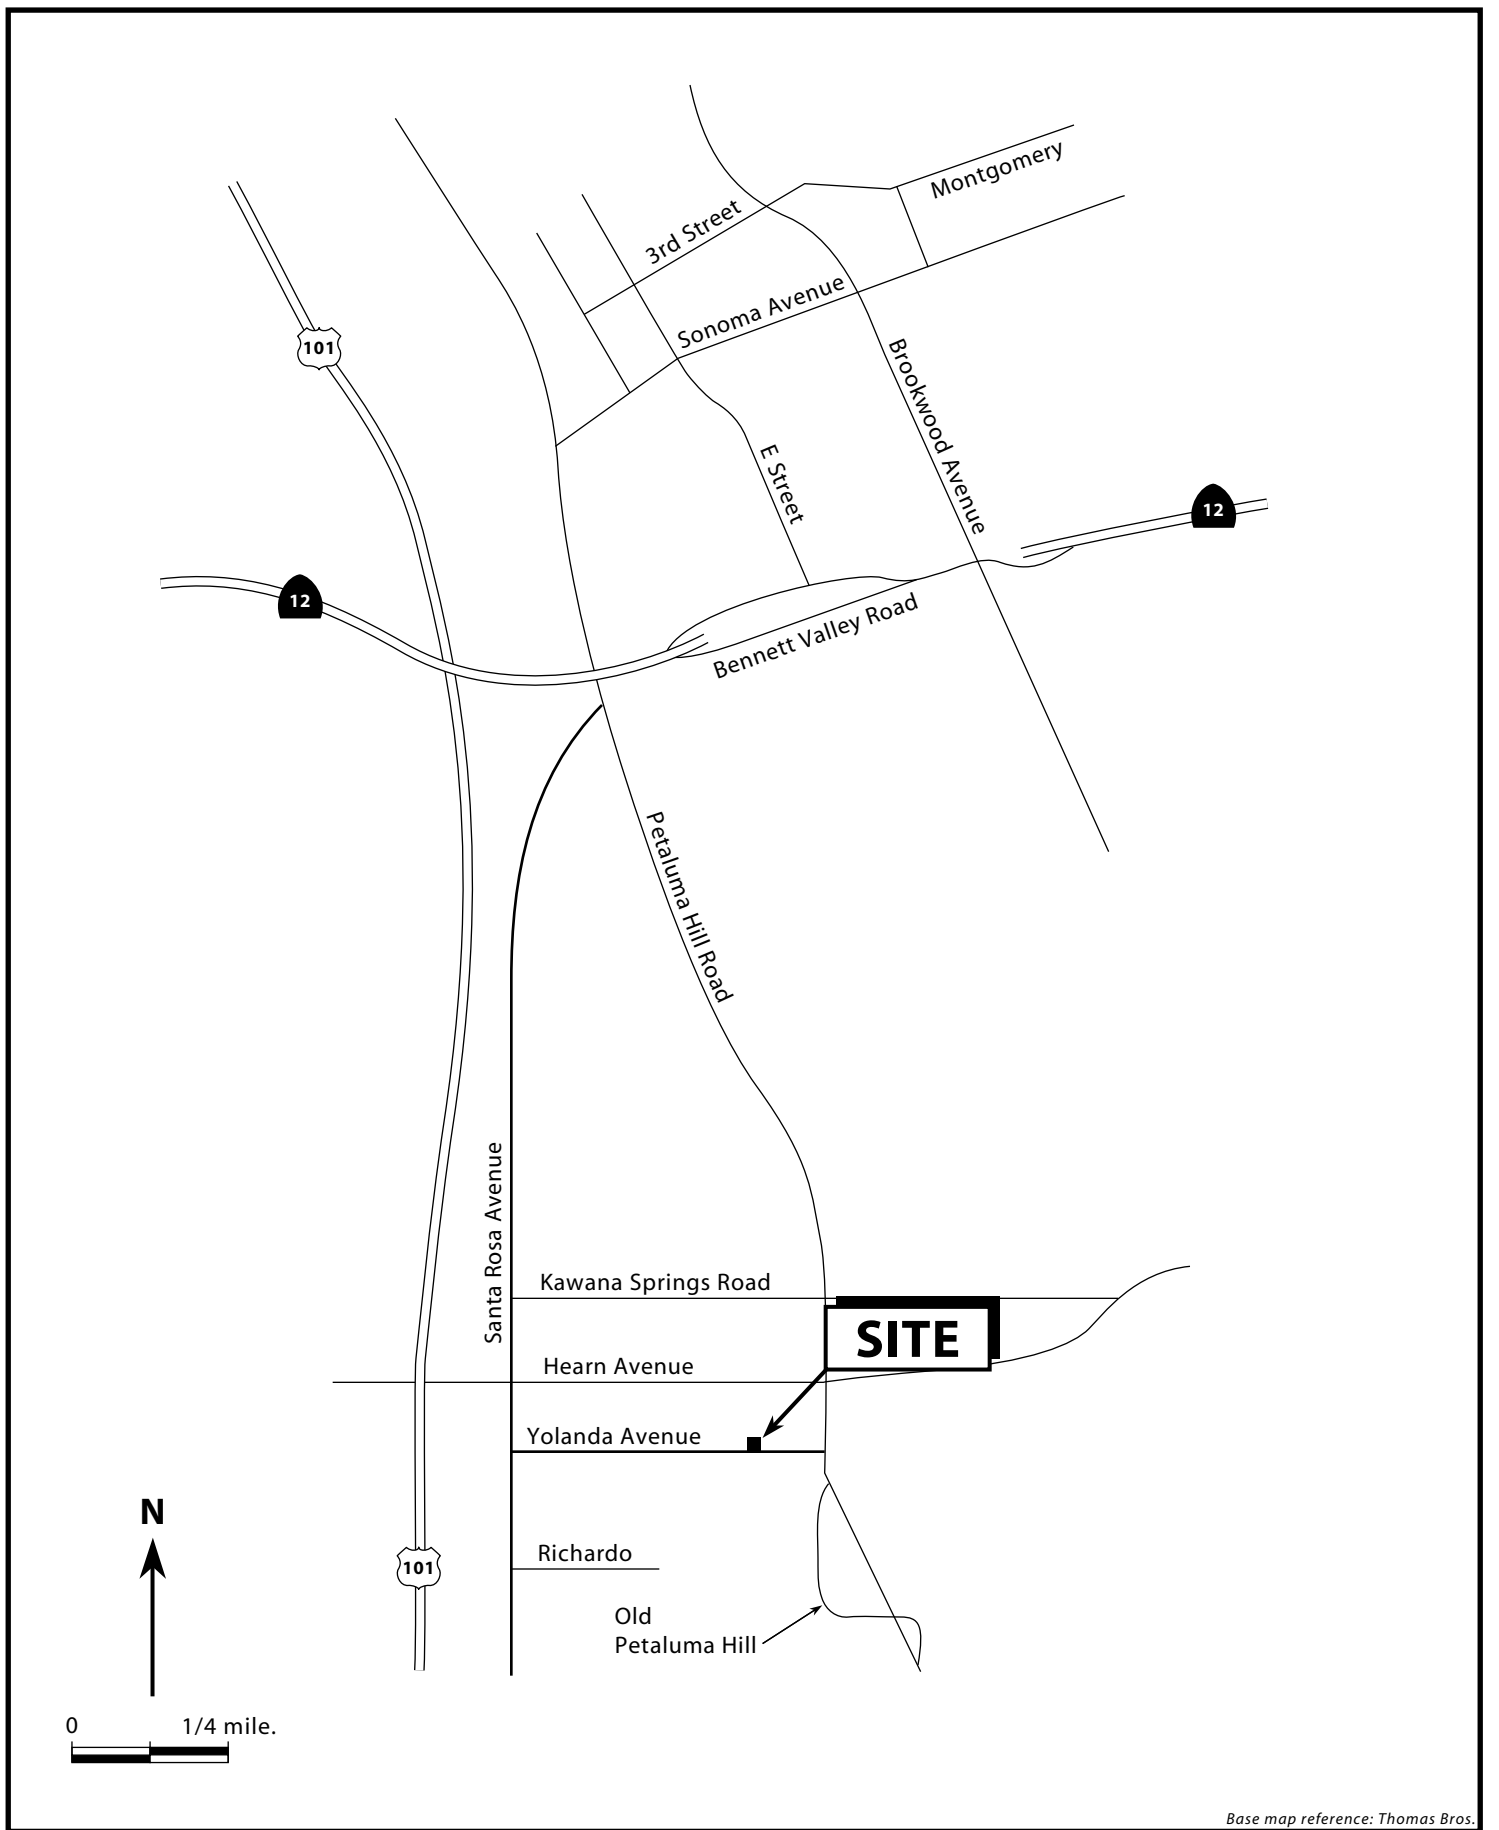 Montgomery
3rd Street
Sonoma Avenue
101
Brookwood Avenue
E Street
12
12
Bennett Valley Road
Petaluma Hill Road
Santa Rosa Avenue
Kawana Springs Road
SITE
Hearn Avenue
Yolanda Avenue
N
Richardo
101
Old
Petaluma Hill
0 1/4 mile.
Base map reference: Thomas Bros.